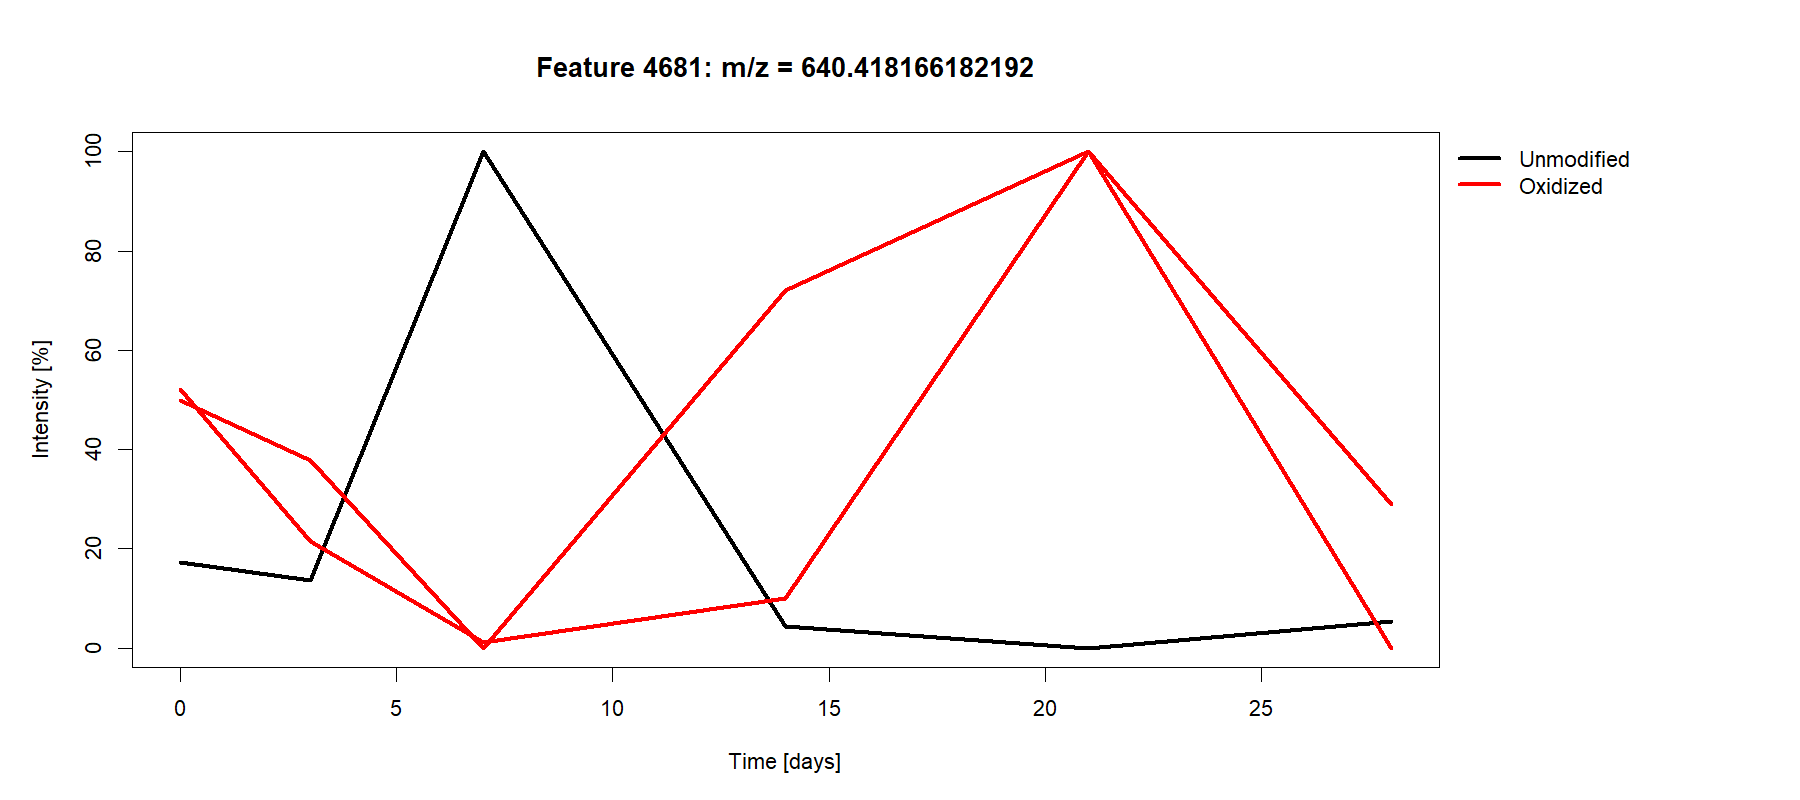 Feature 4681: m/z = 640.418166182192
Unmodified
Oxidized
Intensity [%]
100
80
60
40
20
0
0 5 10 15 20 25
Time [days]